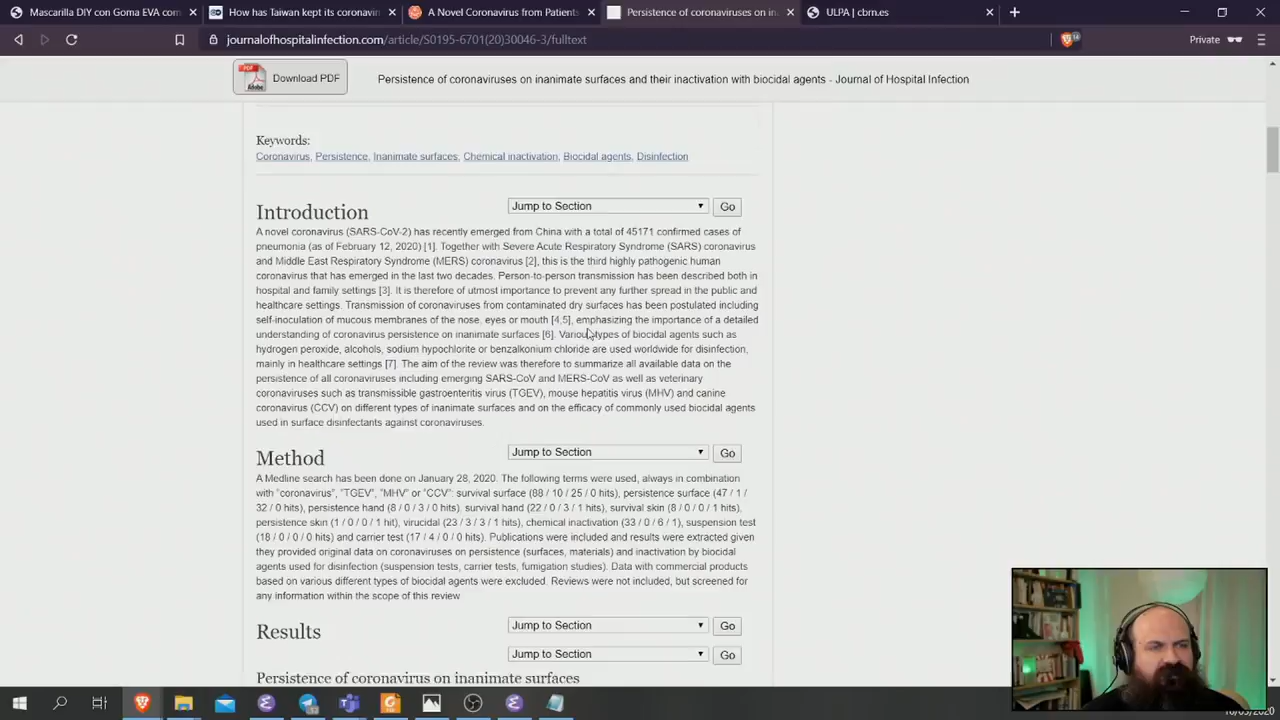 Mascarilla DIY con Goma EVA com
How has Taiwan kept its coronavir
A Novel Coronavirus from Patients
Persistence of coronaviruses on in
ULPA | cbrn.es
journalofhospitalinfection.com/article/S0195-6701(20)30046-3/fulltext
Private
Download PDF
Persistence of coronaviruses on inanimate surfaces and their inactivation with biocidal agents - Journal of Hospital Infection
Keywords:
Coronavirus, Persistence, Inanimate surfaces, Chemical inactivation, Biocidal agents, Disinfection
Introduction
Jump to Section
Go
A novel coronavirus (SARS-CoV-2) has recently emerged from China with a total of 45171 confirmed cases of
pneumonia (as of February 12, 2020) [1]. Together with Severe Acute Respiratory Syndrome (SARS) coronavirus
and Middle East Respiratory Syndrome (MERS) coronavirus [2], this is the third highly pathogenic human
coronavirus that has emerged in the last two decades. Person-to-person transmission has been described both in
hospital and family settings [3]. It is therefore of utmost importance to prevent any further spread in the public and
healthcare settings. Transmission of coronaviruses from contaminated dry surfaces has been postulated including
self-inoculation of mucous membranes of the nose, eyes or mouth [4,5], emphasizing the importance of a detailed
understanding of coronavirus persistence on inanimate surfaces [6]. Various types of biocidal agents such as
hydrogen peroxide, alcohols, sodium hypochlorite or benzalkonium chloride are used worldwide for disinfection,
mainly in healthcare settings [7]. The aim of the review was therefore to summarize all available data on the
persistence of all coronaviruses including emerging SARS-CoV and MERS-CoV as well as veterinary
coronaviruses such as transmissible gastroenteritis virus (TGEV), mouse hepatitis virus (MHV) and canine
coronavirus (CCV) on different types of inanimate surfaces and on the efficacy of commonly used biocidal agents
used in surface disinfectants against coronaviruses.
Method
Jump to Section
Go
A Medline search has been done on January 28, 2020. The following terms were used, always in combination
with "coronavirus", "TGEV", "MHV" or "CCV": survival surface (88 / 10 / 25 / 0 hits), persistence surface (47 / 1 /
32 / 0 hits), persistence hand (8 / 0 / 3 / 0 hits), survival hand (22 / 0 / 3 / 1 hits), survival skin (8 / 0 / 0 / 1 hits),
persistence skin (1 / 0 / 0 / 1 hit), virucidal (23 / 3 / 3 / 1 hits), chemical inactivation (33 / 0 / 6 / 1), suspension test
(18 / 0 / 0 / 0 hits) and carrier test (17 / 4 / 0 / 0 hits). Publications were included and results were extracted given
they provided original data on coronaviruses on persistence (surfaces, materials) and inactivation by biocidal
agents used for disinfection (suspension tests, carrier tests, fumigation studies). Data with commercial products
based on various different types of biocidal agents were excluded. Reviews were not included, but screened for
any information within the scope of this review
Results
Jump to Section
Go
Jump to Section
Go
Persistence of coronavirus on inanimate surfaces